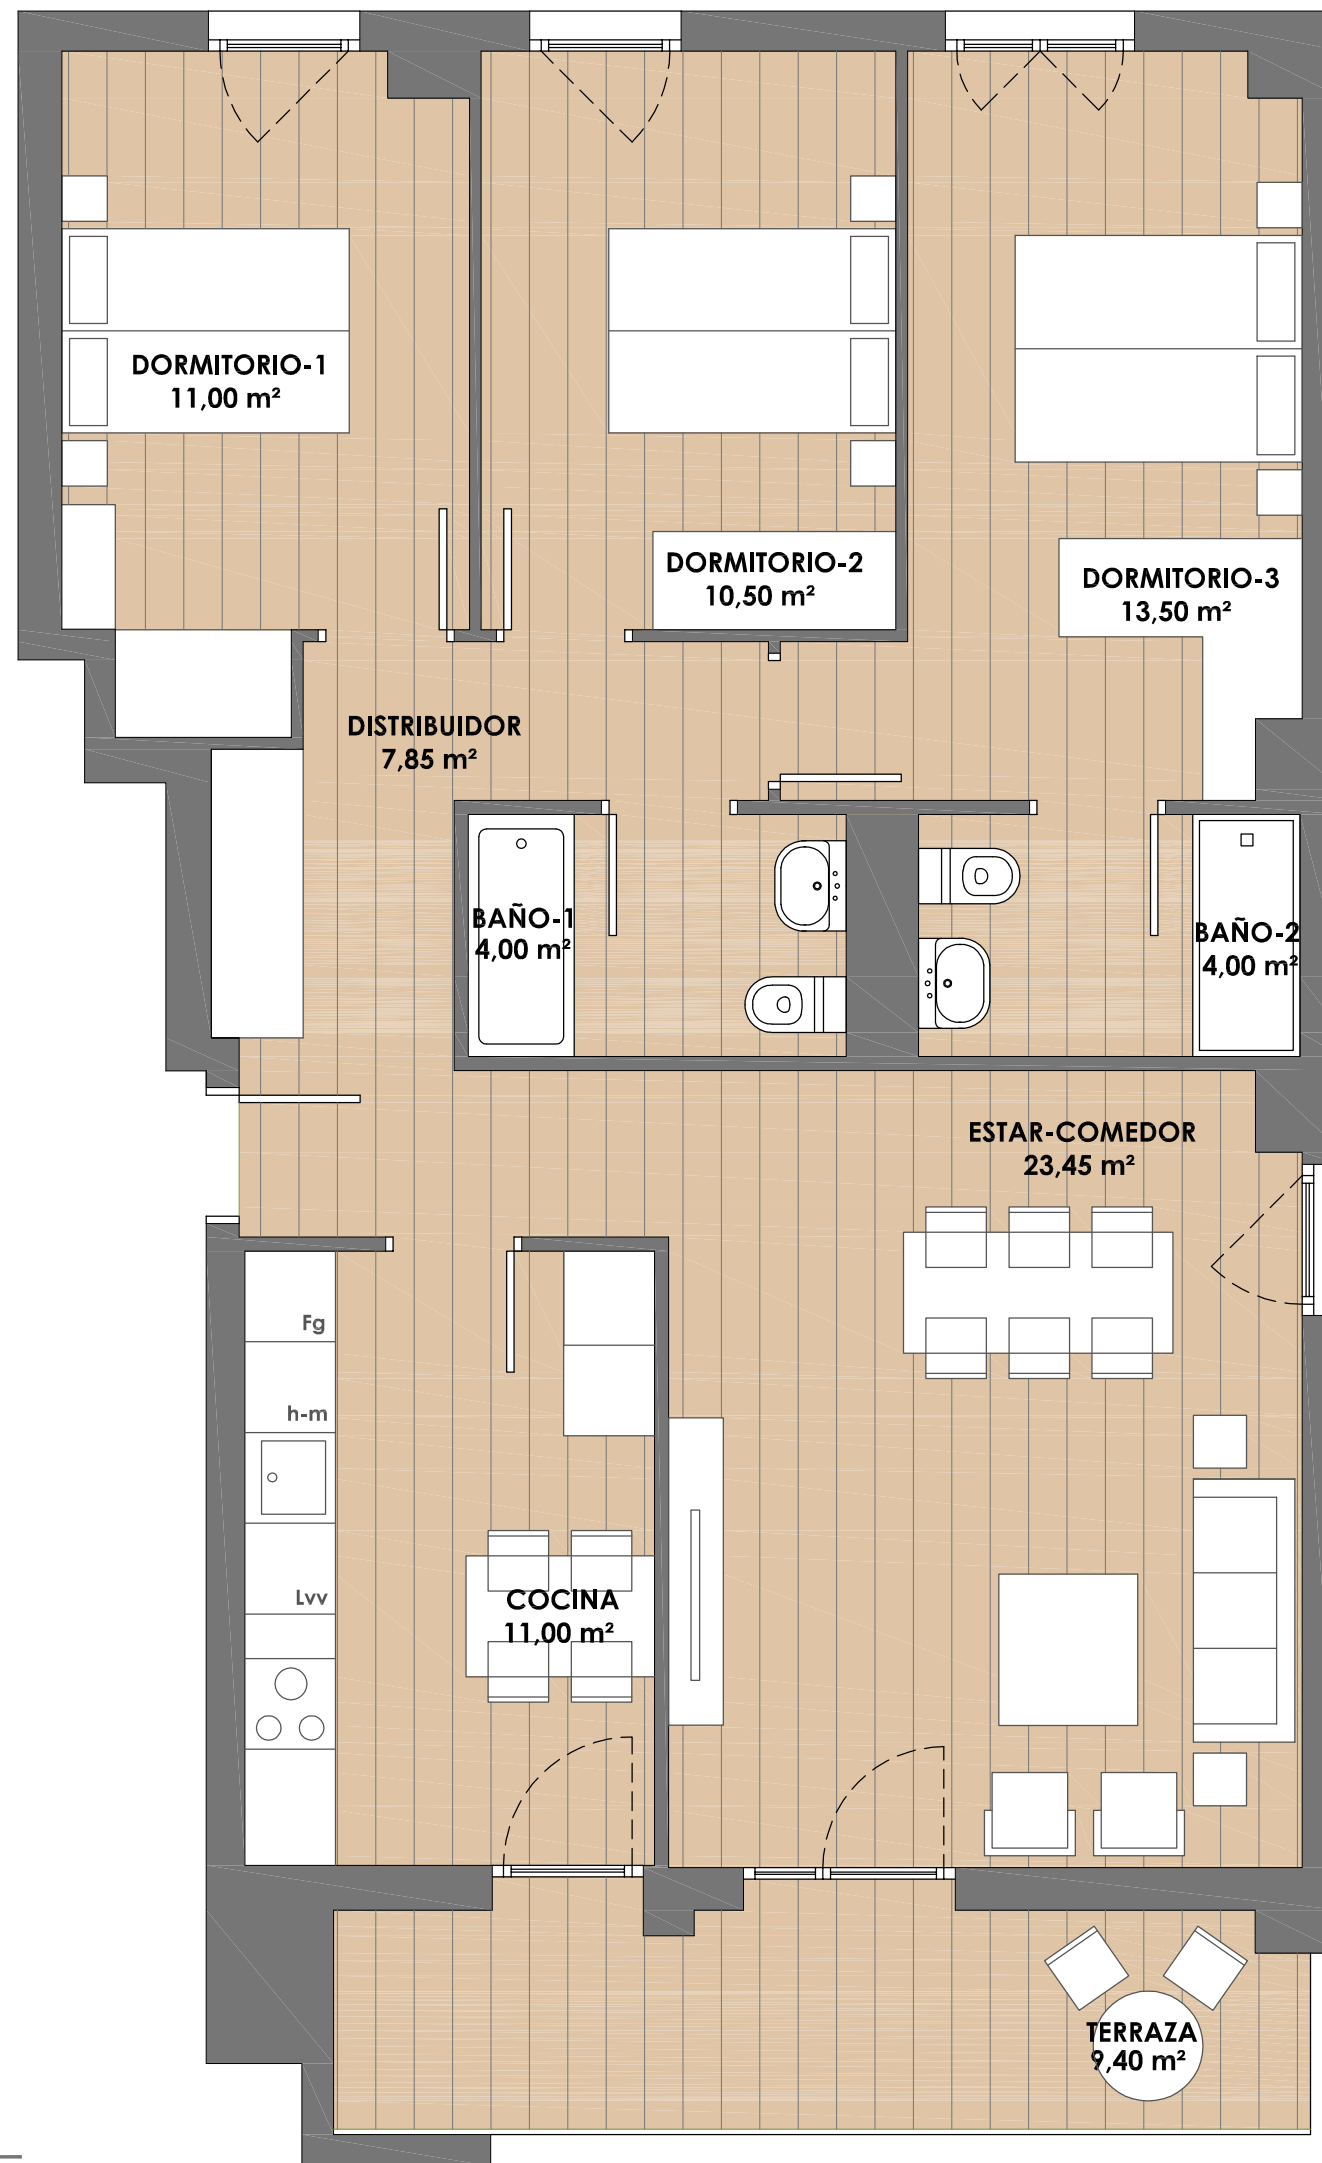 DORMITORIO-1
11,00 m²
DORMITORIO-2
10,50 m²
DORMITORIO-3
13,50 m²
DISTRIBUIDOR
7,85 m²
BAÑO-1
4,00 m²
BAÑO-2
4,00 m²
ESTAR-COMEDOR
23,45 m²
Fg
h-m
Lvv
COCINA
11,00 m²
TERRAZA
9,40 m²